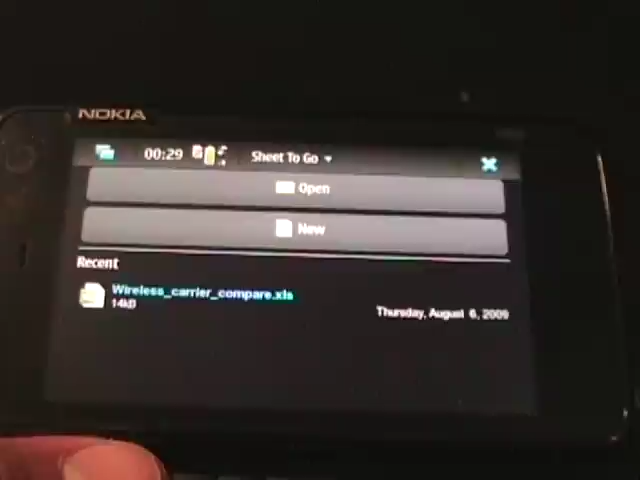 NOKIA
00:29 Sheet To Go
Open
New
Recent
Wireless_carrier_compare.xls
14kB
Thursday, August 6, 2009